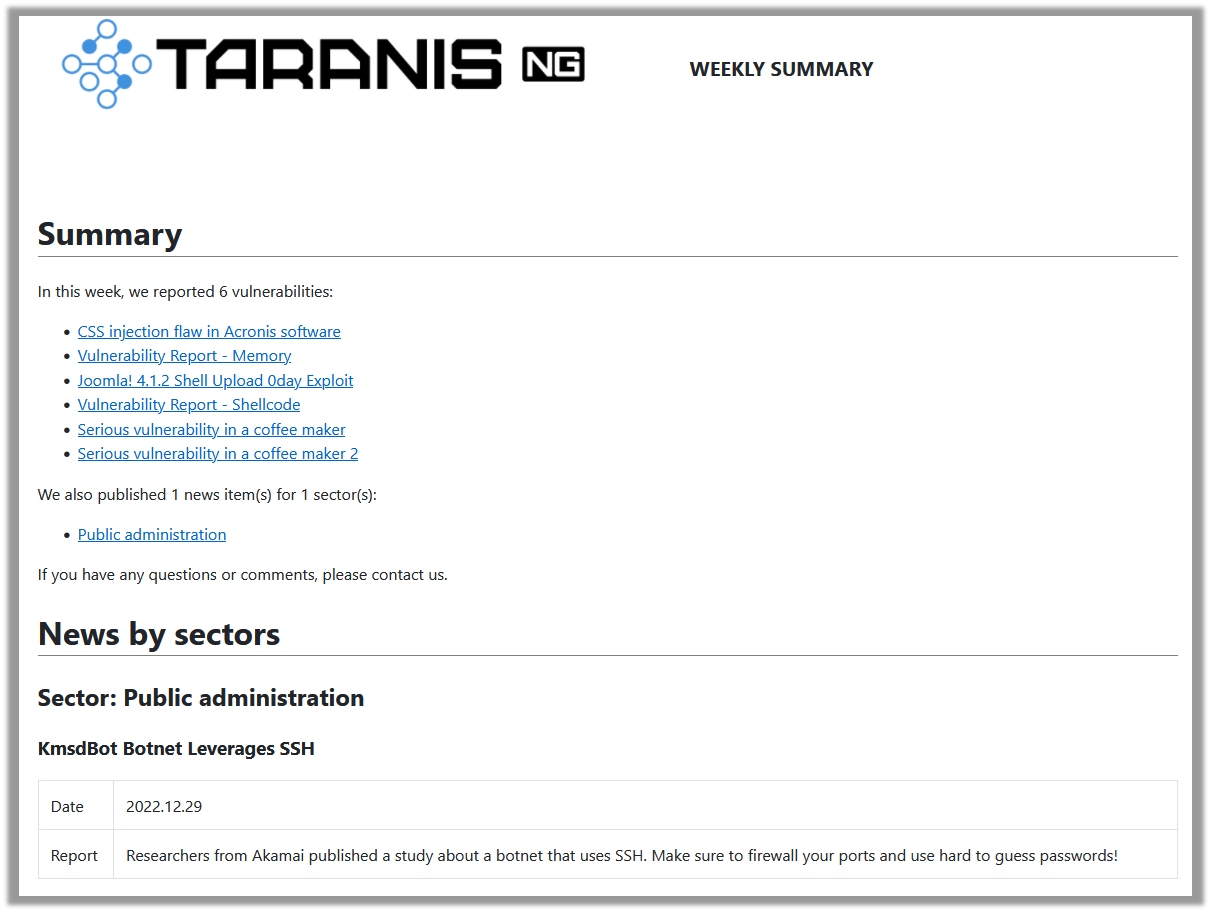 TARANIS NG
WEEKLY SUMMARY
Summary
In this week, we reported 6 vulnerabilities:
• CSS injection flaw in Acronis software
• Vulnerability Report - Memory
• Joomla! 4.1.2 Shell Upload 0day Exploit
• Vulnerability Report - Shellcode
• Serious vulnerability in a coffee maker
• Serious vulnerability in a coffee maker 2
We also published 1 news item(s) for 1 sector(s):
• Public administration
If you have any questions or comments, please contact us.
News by sectors
Sector: Public administration
KmsdBot Botnet Leverages SSH
Date 2022.12.29
Report Researchers from Akamai published a study about a botnet that uses SSH. Make sure to firewall your ports and use hard to guess passwords!